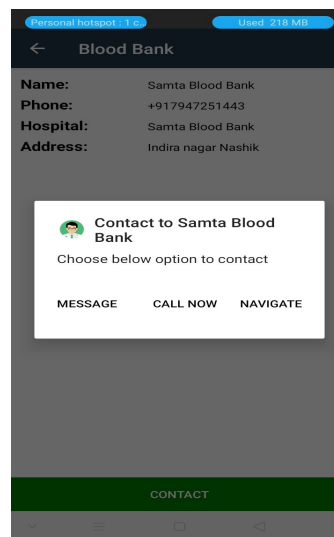 Personal hotspot : 1 c.. Used 218 MB
Blood Bank
Name: Samta Blood Bank
Phone: +917947251443
Hospital: Samta Blood Bank
Address: Indira nagar Nashik
Contact to Samta Blood
Bank
Choose below option to contact
MESSAGE CALL NOW NAVIGATE
CONTACT